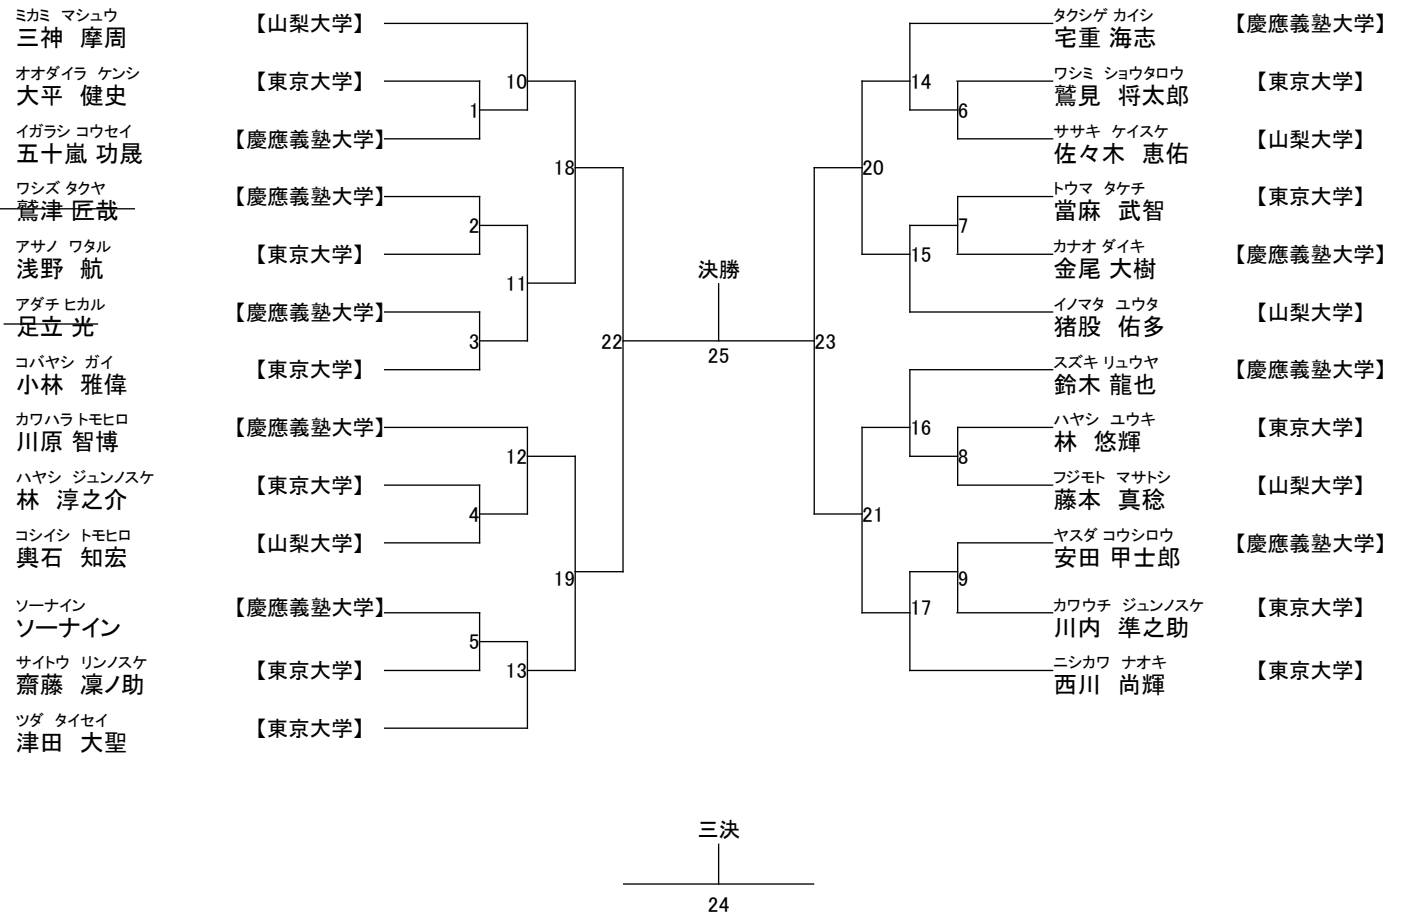 ミカミ マシュウ
三神 摩周 【山梨大学】
オオダイラ ケンシ
大平 健史 【東京大学】
イガラシ コウセイ
五十嵐 功晟 【慶應義塾大学】
ワシズ タクヤ
鷲津 匠哉 【慶應義塾大学】
アサノ ワタル
浅野 航 【東京大学】
アダチ ヒカル
足立 光 【慶應義塾大学】
コバヤシ ガイ
小林 雅偉 【東京大学】
カワハラ トモヒロ
川原 智博 【慶應義塾大学】
ハヤシ ジュンノスケ
林 淳之介 【東京大学】
コシイシ トモヒロ
輿石 知宏 【山梨大学】
ソーナイン
ソーナイン 【慶應義塾大学】
サイトウ リンノスケ
齋藤 凜ノ助 【東京大学】
ツダ タイセイ
津田 大聖 【東京大学】
1
2
3
4
5
10
11
12
13
18
19
22
決勝
25
23
20
21
14
15
16
17
6
7
8
9
タクシゲ カイシ
宅重 海志 【慶應義塾大学】
ワシミ ショウタロウ
鷲見 将太郎 【東京大学】
ササキ ケイスケ
佐々木 恵佑 【山梨大学】
トウマ タケチ
當麻 武智 【東京大学】
カナオ ダイキ
金尾 大樹 【慶應義塾大学】
イノマタ ユウタ
猪股 佑多 【山梨大学】
スズキ リュウヤ
鈴木 龍也 【慶應義塾大学】
ハヤシ ユウキ
林 悠輝 【東京大学】
フジモト マサトシ
藤本 真稔 【山梨大学】
ヤスダ コウシロウ
安田 甲士郎 【慶應義塾大学】
カワウチ ジュンノスケ
川内 準之助 【東京大学】
ニシカワ ナオキ
西川 尚輝 【東京大学】
三決
24